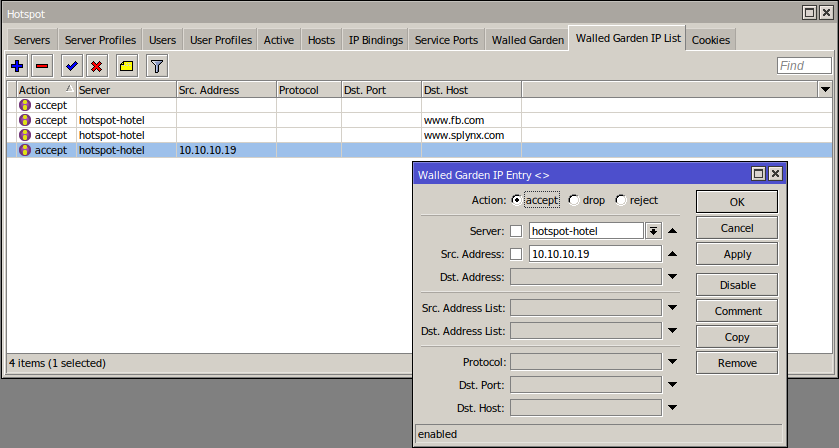 Hotspot
Servers Server Profiles Users User Profiles Active Hosts IP Bindings Service Ports Walled Garden Walled Garden IP List Cookies
Find
Action Server Src. Address Protocol Dst. Port Dst. Host
accept
accept hotspot-hotel www.fb.com
accept hotspot-hotel www.splynx.com
accept hotspot-hotel 10.10.10.19
4 items (1 selected)
Walled Garden IP Entry <>
Action: accept drop reject
Server: hotspot-hotel
Src. Address: 10.10.10.19
Dst. Address:
Src. Address List:
Dst. Address List:
Protocol:
Dst. Port:
Dst. Host:
OK
Cancel
Apply
Disable
Comment
Copy
Remove
enabled